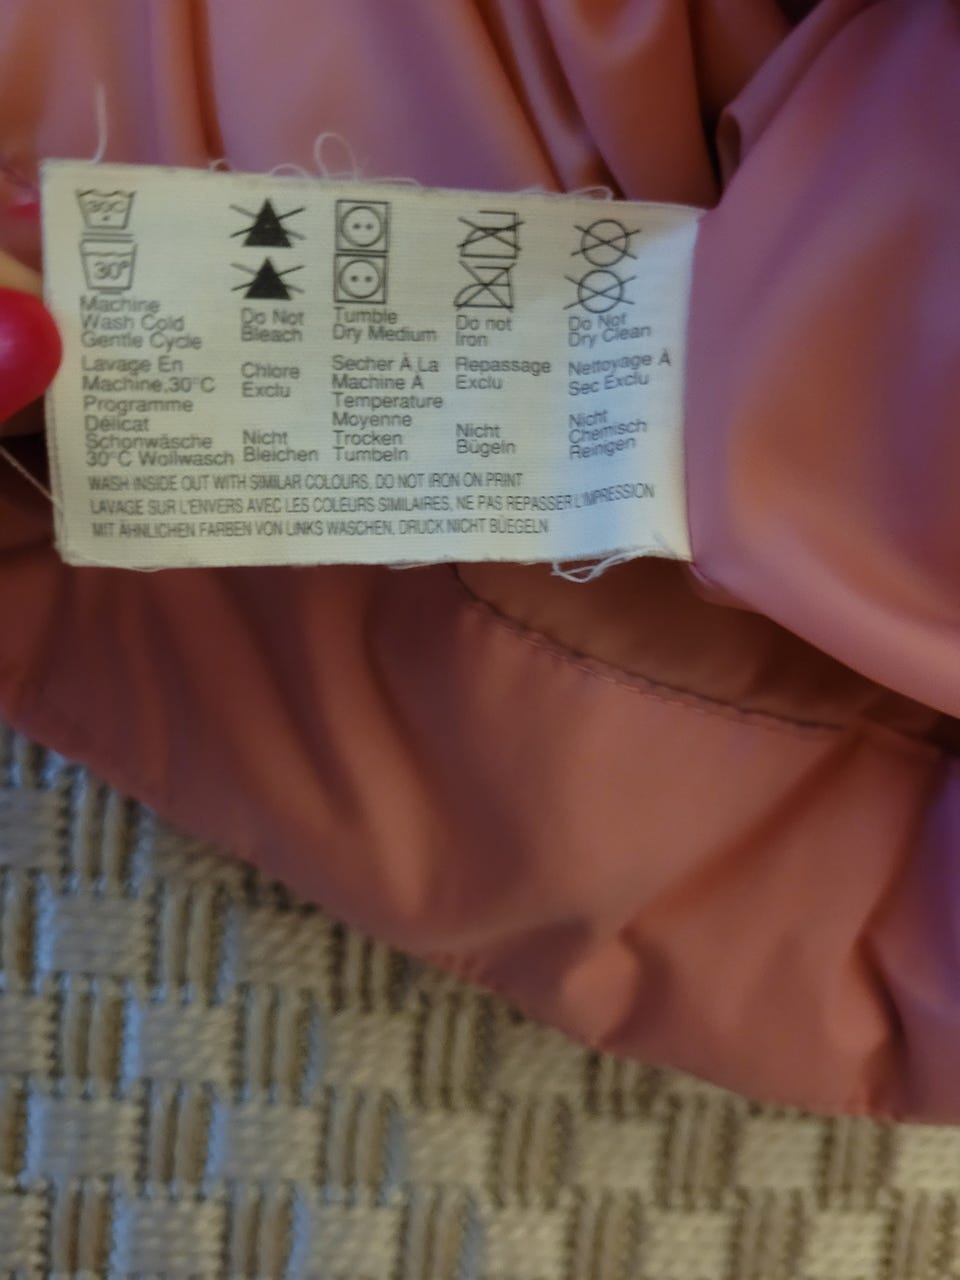 30C
30°
Machine
Wash Cold
Gentle Cycle
Lavage En
Machine.30°C
Programme
Délicat
Schonwäsche
30°C Wollwasch
Do Not
Bleach
Chlore
Exclu
Nicht
Bleichen
Tumble
Dry Medium
Secher À La
Machine À
Temperature
Moyenne
Trocken
Tumbeln
Do not
Iron
Repassage
Exclu
Nicht
Bügeln
Do Not
Dry Clean
Nettoyage À
Sec Exclu
Nicht
Chemisch
Reinigen
WASH INSIDE OUT WITH SIMILAR COLOURS, DO NOT IRON ON PRINT
LAVAGE SUR L'ENVERS AVEC LES COLEURS SIMILAIRES, NE PAS REPASSER L'IMPRESSION
MIT ÄHNLICHEN FARBEN VON LINKS WASCHEN, DRUCK NICHT BÜEGELN